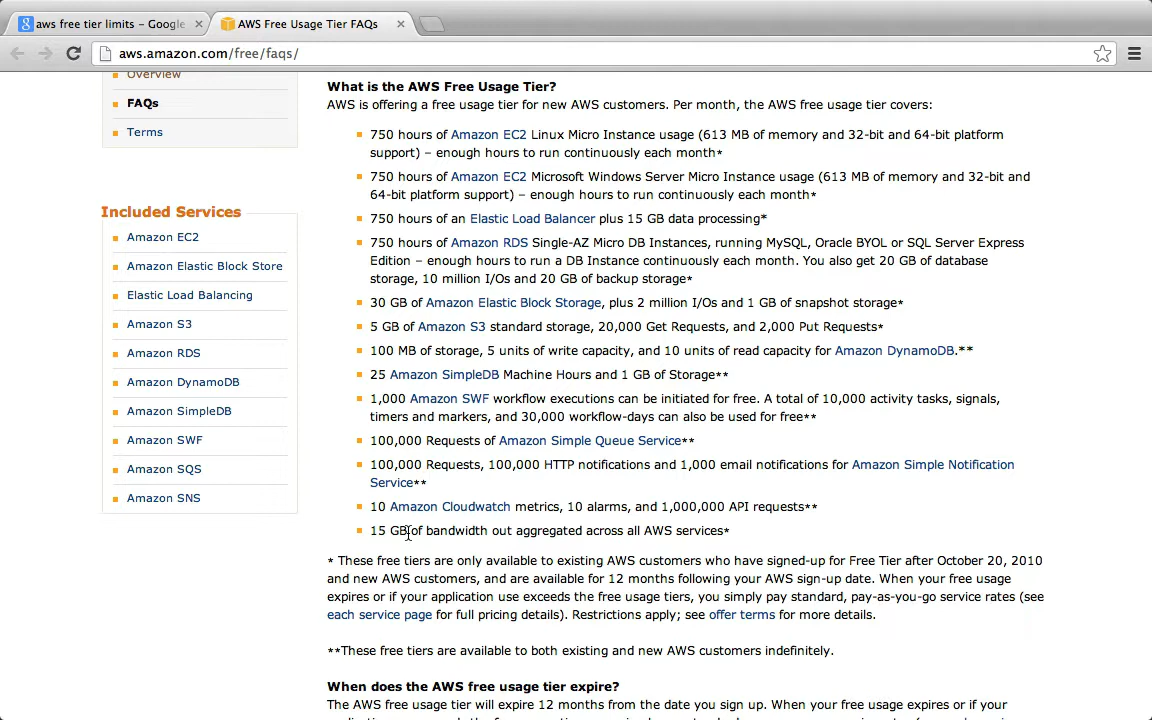 aws free tier limits – Google
AWS Free Usage Tier FAQs
aws.amazon.com/free/faqs/
Overview
FAQs
Terms
Included Services
Amazon EC2
Amazon Elastic Block Store
Elastic Load Balancing
Amazon S3
Amazon RDS
Amazon DynamoDB
Amazon SimpleDB
Amazon SWF
Amazon SQS
Amazon SNS
What is the AWS Free Usage Tier?
AWS is offering a free usage tier for new AWS customers. Per month, the AWS free usage tier covers:
750 hours of Amazon EC2 Linux Micro Instance usage (613 MB of memory and 32-bit and 64-bit platform
support) – enough hours to run continuously each month*
750 hours of Amazon EC2 Microsoft Windows Server Micro Instance usage (613 MB of memory and 32-bit and
64-bit platform support) – enough hours to run continuously each month*
750 hours of an Elastic Load Balancer plus 15 GB data processing*
750 hours of Amazon RDS Single-AZ Micro DB Instances, running MySQL, Oracle BYOL or SQL Server Express
Edition – enough hours to run a DB Instance continuously each month. You also get 20 GB of database
storage, 10 million I/Os and 20 GB of backup storage*
30 GB of Amazon Elastic Block Storage, plus 2 million I/Os and 1 GB of snapshot storage*
5 GB of Amazon S3 standard storage, 20,000 Get Requests, and 2,000 Put Requests*
100 MB of storage, 5 units of write capacity, and 10 units of read capacity for Amazon DynamoDB.**
25 Amazon SimpleDB Machine Hours and 1 GB of Storage**
1,000 Amazon SWF workflow executions can be initiated for free. A total of 10,000 activity tasks, signals,
timers and markers, and 30,000 workflow-days can also be used for free**
100,000 Requests of Amazon Simple Queue Service**
100,000 Requests, 100,000 HTTP notifications and 1,000 email notifications for Amazon Simple Notification
Service**
10 Amazon Cloudwatch metrics, 10 alarms, and 1,000,000 API requests**
15 GB of bandwidth out aggregated across all AWS services*
* These free tiers are only available to existing AWS customers who have signed-up for Free Tier after October 20, 2010
and new AWS customers, and are available for 12 months following your AWS sign-up date. When your free usage
expires or if your application use exceeds the free usage tiers, you simply pay standard, pay-as-you-go service rates (see
each service page for full pricing details). Restrictions apply; see offer terms for more details.
**These free tiers are available to both existing and new AWS customers indefinitely.
When does the AWS free usage tier expire?
The AWS free usage tier will expire 12 months from the date you sign up. When your free usage expires or if your